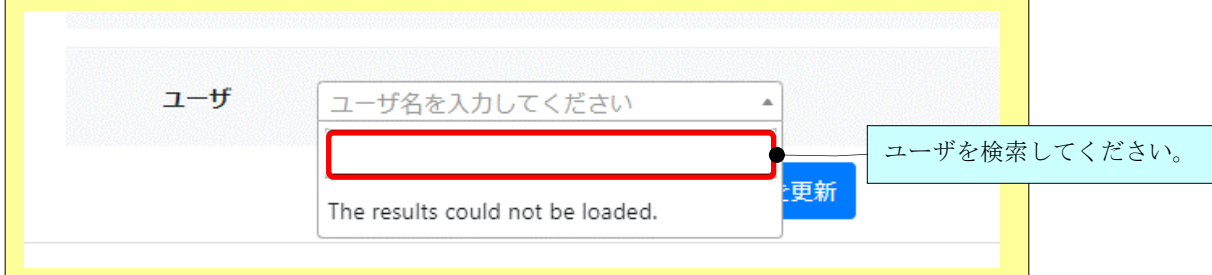 ユーザ
ユーザ名を入力してください
ユーザを検索してください。
を更新
The results could not be loaded.